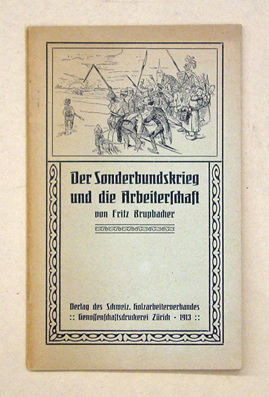 Der Sonderbundskrieg
und die Arbeiterschaft
von Fritz Brupbacher
Verlag des Schweiz. Holzarbeiterverbandes
:: Genossenschaftsdruckerei Zürich - 1913 ::